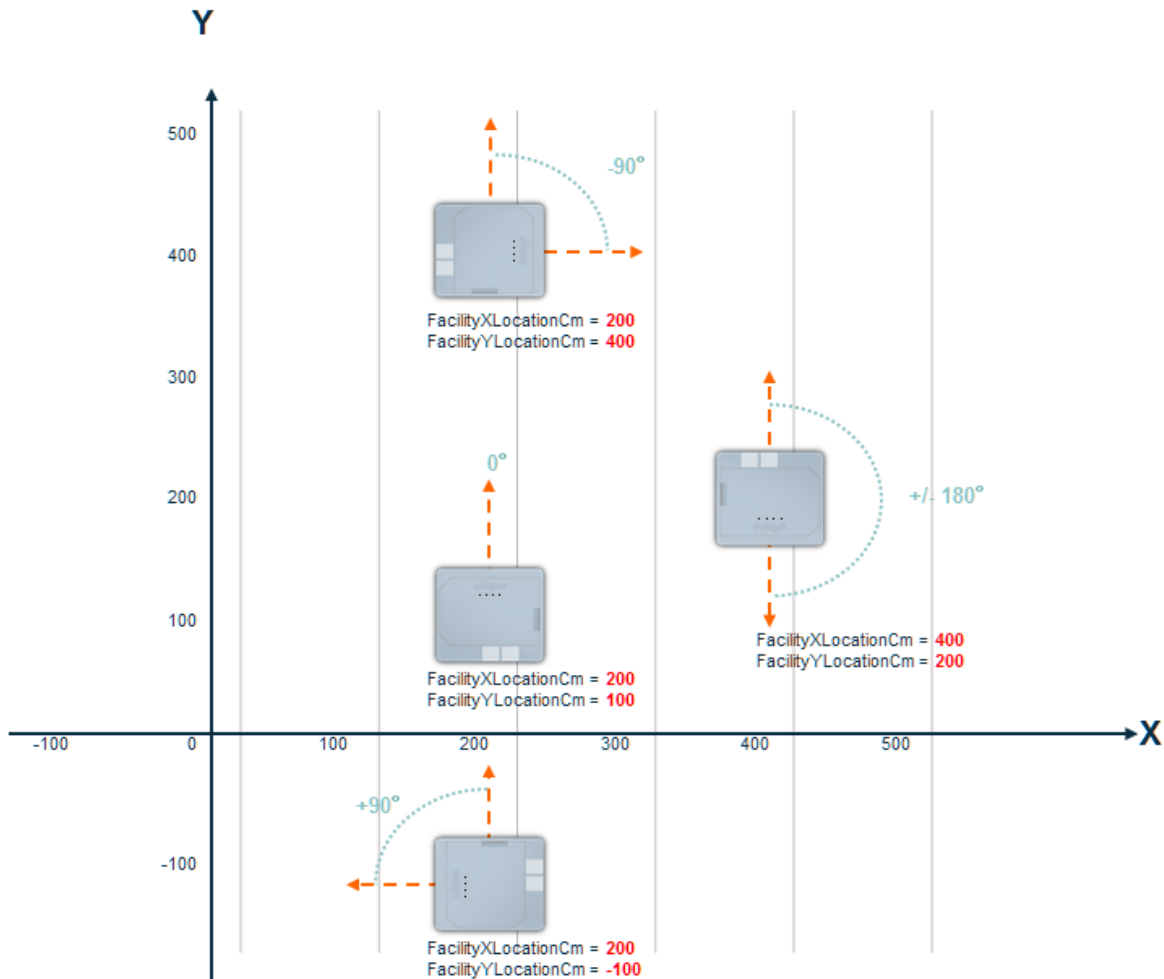 Y
500
-90°
400
FacilityXLocationCm = 200
FacilityYLocationCm = 400
300
0°
200
+/- 180°
100
FacilityXLocationCm = 400
FacilityYLocationCm = 200
FacilityXLocationCm = 200
FacilityYLocationCm = 100
-100 0 100 200 300 400 500 X
+90°
-100
FacilityXLocationCm = 200
FacilityYLocationCm = -100